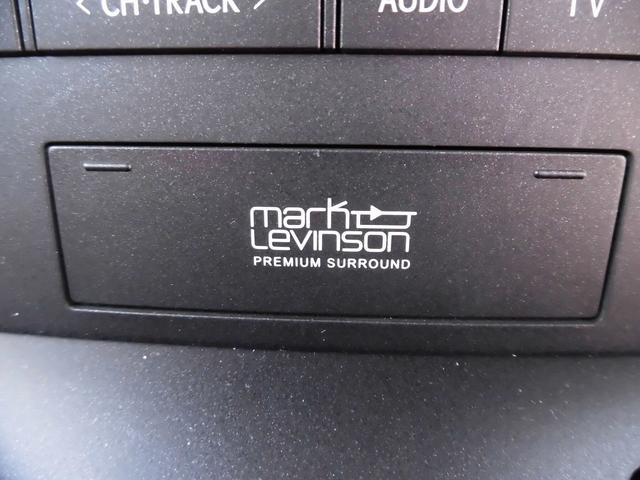 < CH·TRACK >
AUDIO
TV
mark
Levinson
PREMIUM SURROUND